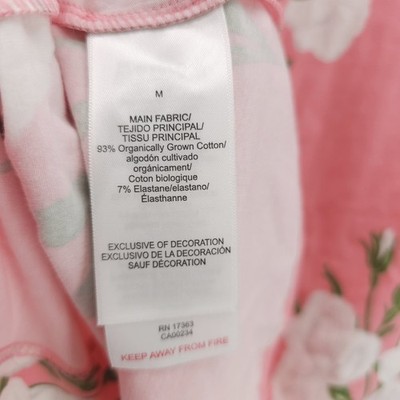 M
MAIN FABRIC/
TEJIDO PRINCIPAL/
TISSU PRINCIPAL
93% Organically Grown Cotton/
algodón cultivado
orgánicament/
Coton biologique
7% Elastane/elastano/
Élasthanne
EXCLUSIVE OF DECORATION
EXCLUSIVO DE LA DECORACIÓN
SAUF DÉCORATION
RN 17363
CA00234
KEEP AWAY FROM FIRE